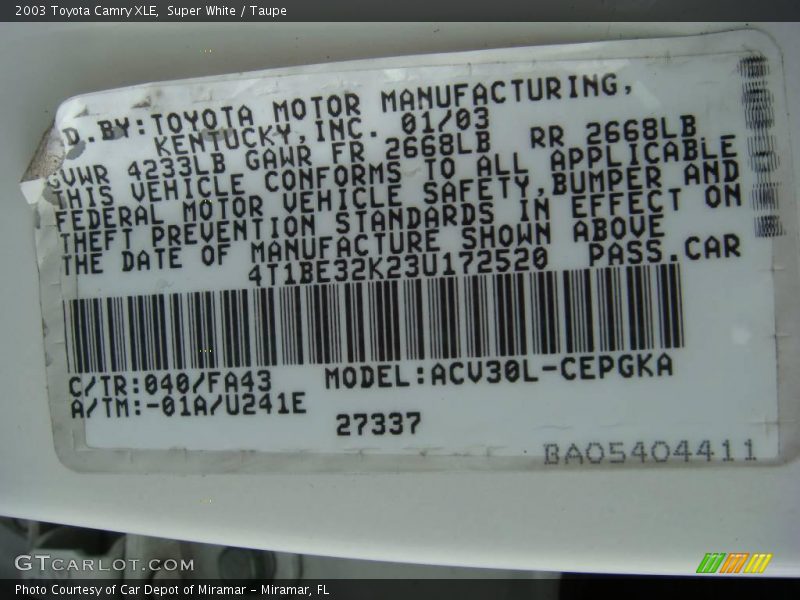 2003 Toyota Camry XLE, Super White / Taupe
D.BY:TOYOTA MOTOR MANUFACTURING,
KENTUCKY,INC. 01/03
GVWR 4233LB GAWR FR 2668LB RR 2668LB
THIS VEHICLE CONFORMS TO ALL APPLICABLE
FEDERAL MOTOR VEHICLE SAFETY,BUMPER AND
THEFT PREVENTION STANDARDS IN EFFECT ON
THE DATE OF MANUFACTURE SHOWN ABOVE
4T1BE32K23U172520 PASS.CAR
C/TR:040/FA43 MODEL:ACV30L-CEPGKA
A/TM:-01A/U241E
27337
BA05404411
GTCARLOT.COM
Photo Courtesy of Car Depot of Miramar - Miramar, FL